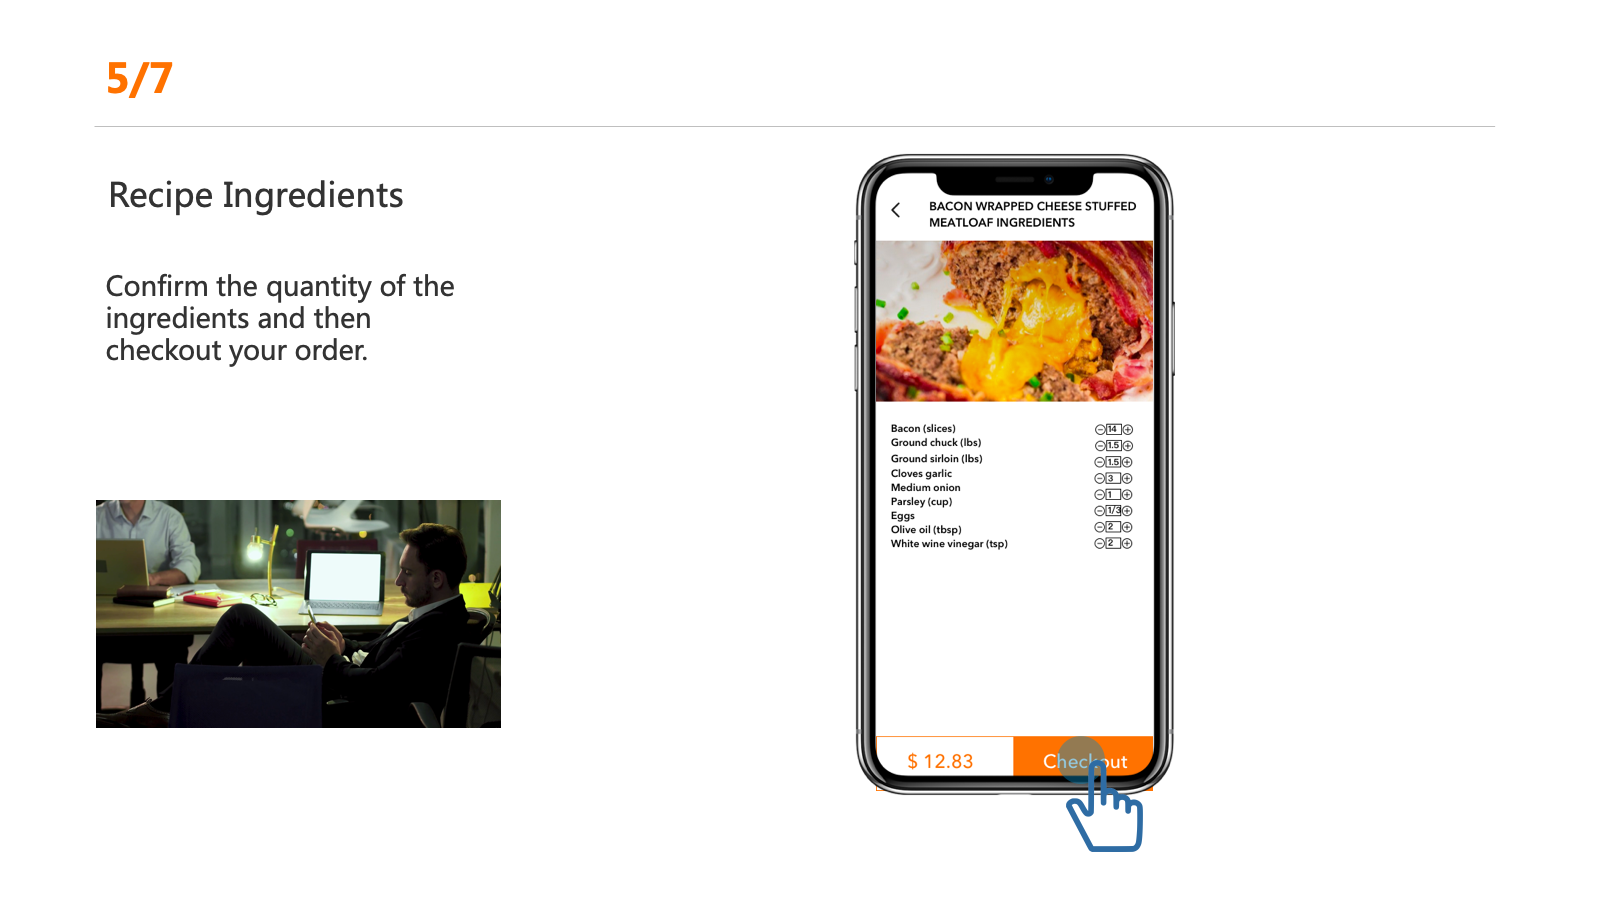 5/7
Recipe Ingredients
Confirm the quantity of the
ingredients and then
checkout your order.
BACON WRAPPED CHEESE STUFFED
MEATLOAF INGREDIENTS
Bacon (slices) 14
Ground chuck (lbs) 1.5
Ground sirloin (lbs) 1.5
Cloves garlic 3
Medium onion 1
Parsley (cup) 1/3
Eggs 2
Olive oil (tbsp) 2
White wine vinegar (tsp)
$ 12.83 Checkout